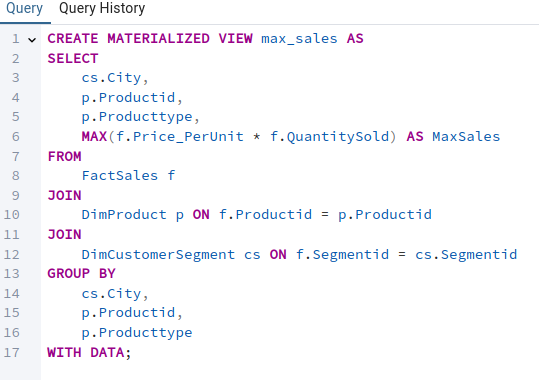 Query Query History
1 CREATE MATERIALIZED VIEW max_sales AS
2 SELECT
3 cs.City,
4 p.Productid,
5 p.Producttype,
6 MAX(f.Price_PerUnit * f.QuantitySold) AS MaxSales
7 FROM
8 FactSales f
9 JOIN
10 DimProduct p ON f.Productid = p.Productid
11 JOIN
12 DimCustomerSegment cs ON f.Segmentid = cs.Segmentid
13 GROUP BY
14 cs.City,
15 p.Productid,
16 p.Producttype
17 WITH DATA;